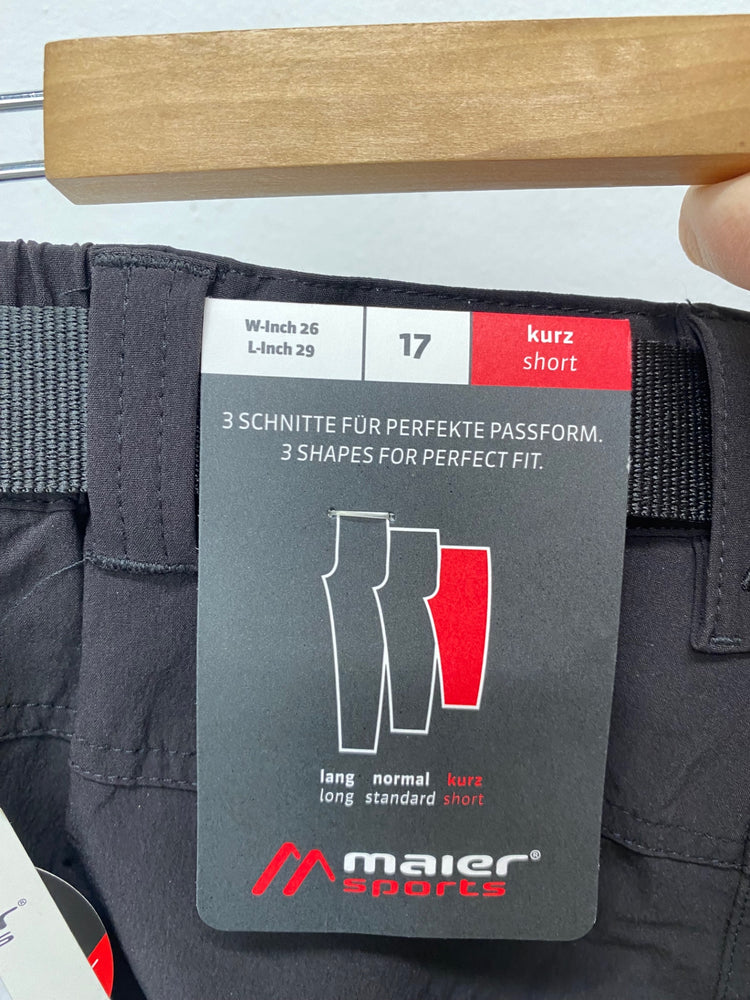 W-Inch 26
L-Inch 29
17
kurz
short
3 SCHNITTE FÜR PERFEKTE PASSFORM.
3 SHAPES FOR PERFECT FIT.
lang normal kurz
long standard short
maier®
sports